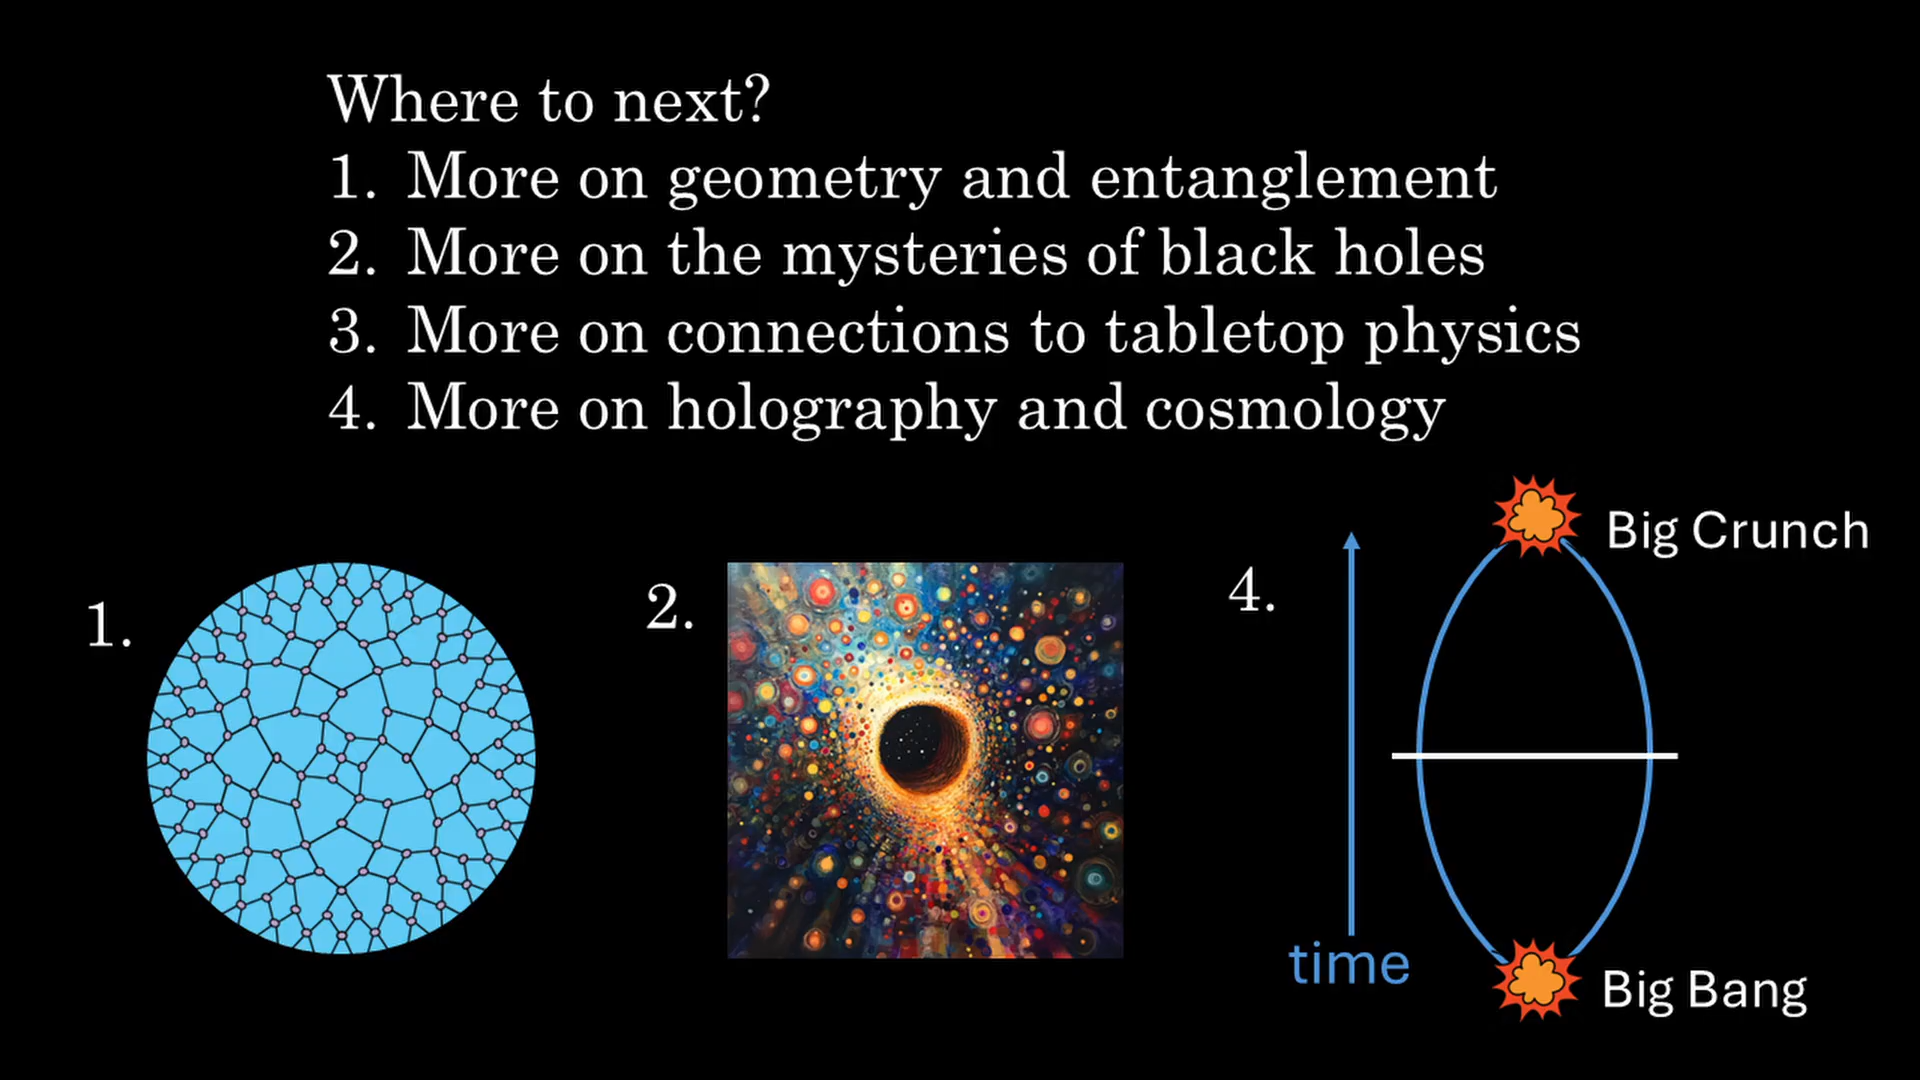 Where to next?
1. More on geometry and entanglement
2. More on the mysteries of black holes
3. More on connections to tabletop physics
4. More on holography and cosmology
1.
2.
4.
Big Crunch
time
Big Bang